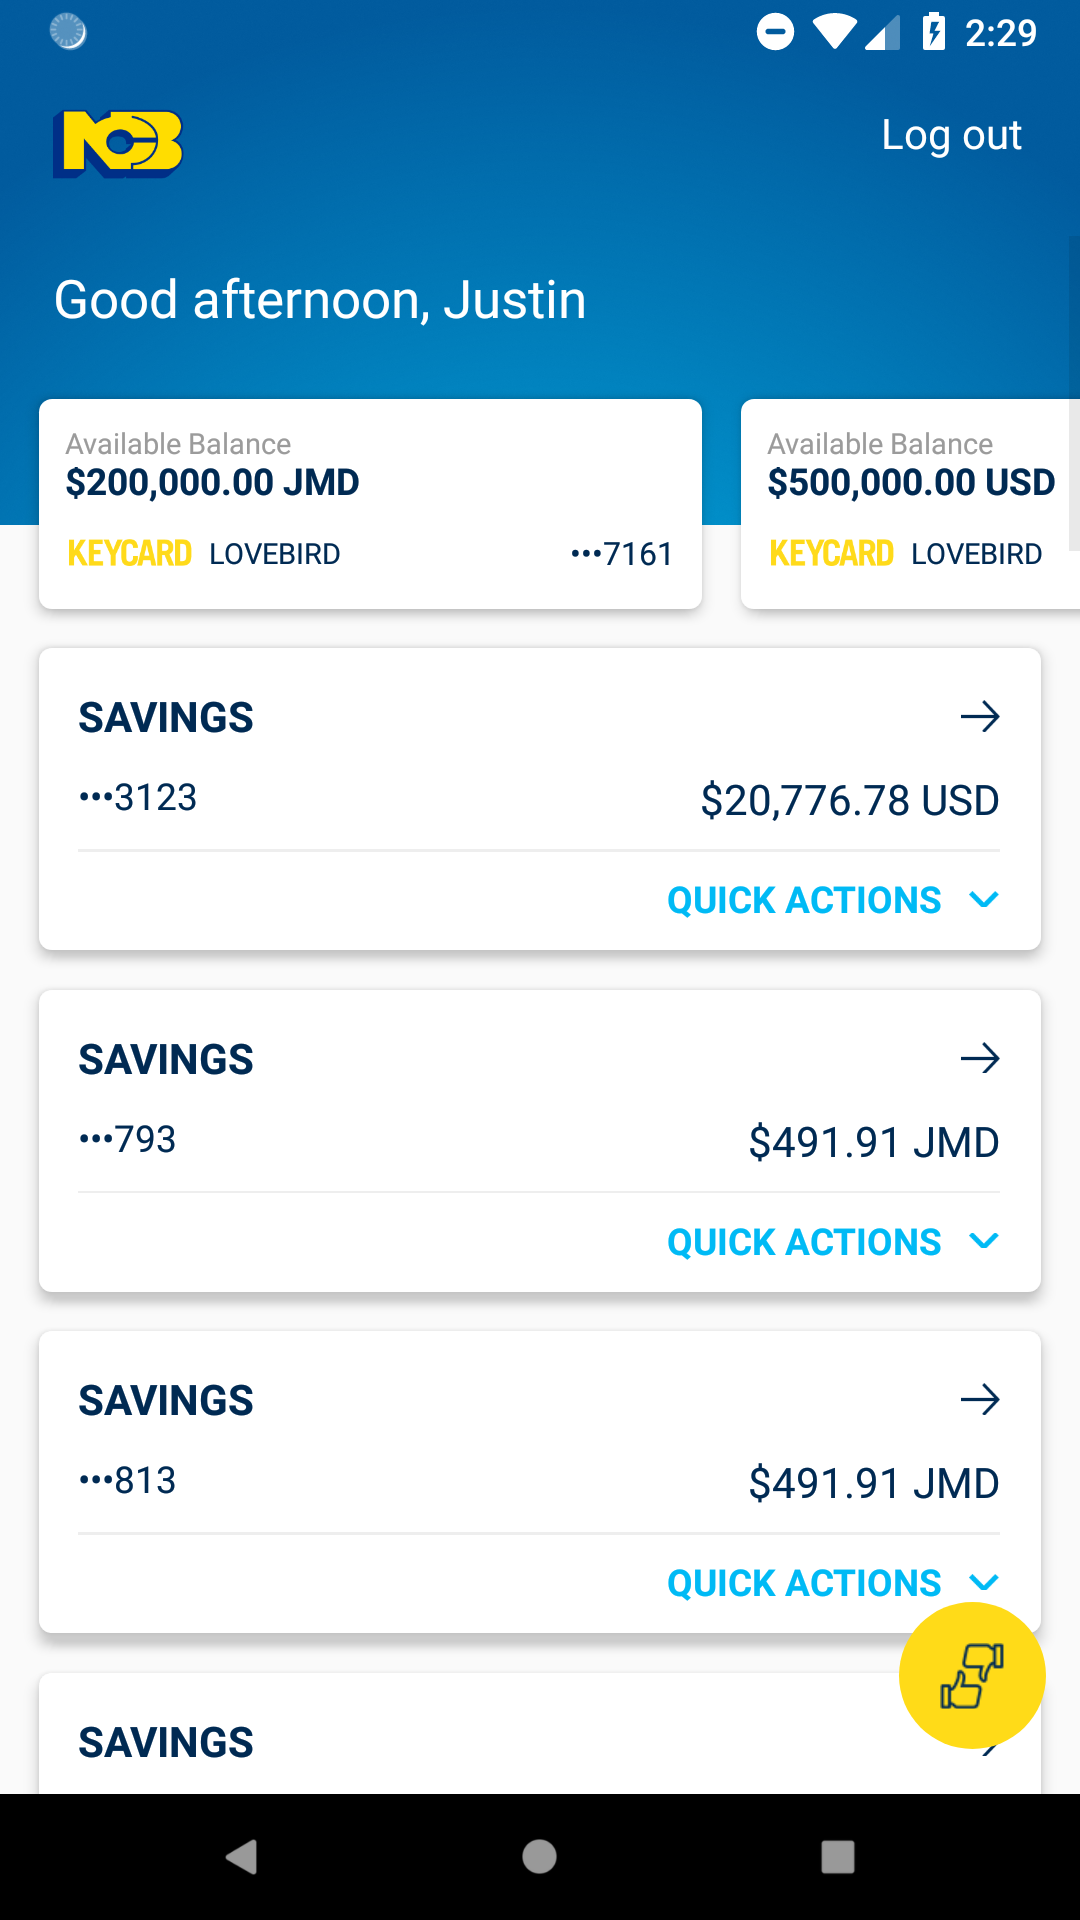 2:29
NCB
Log out
Good afternoon, Justin
Available Balance
$200,000.00 JMD
KEYCARD LOVEBIRD •••7161
Available Balance
$500,000.00 USD
KEYCARD LOVEBIRD
SAVINGS
•••3123 $20,776.78 USD
QUICK ACTIONS
SAVINGS
•••793 $491.91 JMD
QUICK ACTIONS
SAVINGS
•••813 $491.91 JMD
QUICK ACTIONS
SAVINGS